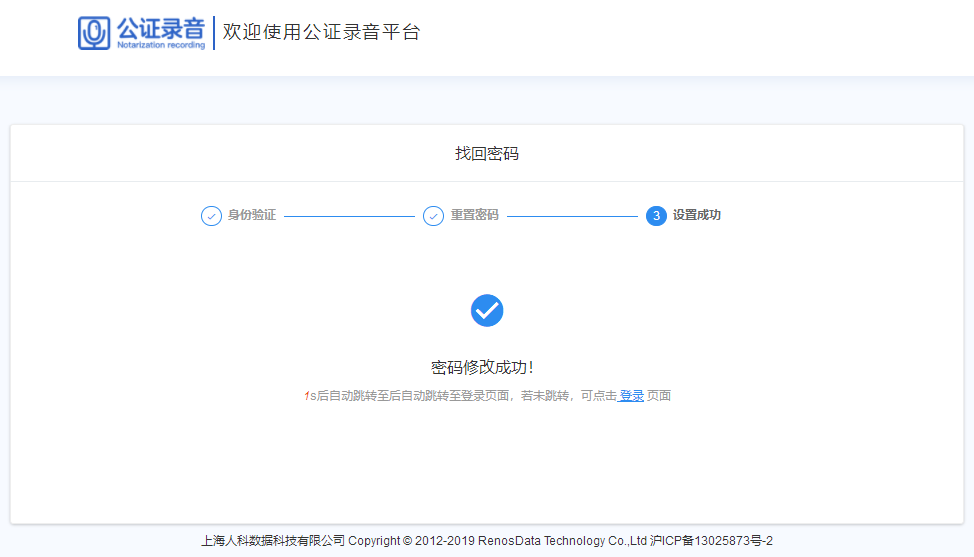 公证录音
Notarization recording
欢迎使用公证录音平台
找回密码
身份验证
重置密码
3 设置成功
密码修改成功!
1s后自动跳转至后自动跳转至登录页面，若未跳转，可点击 登录 页面
上海人科数据科技有限公司 Copyright © 2012-2019 RenosData Technology Co.,Ltd 沪ICP备13025873号-2